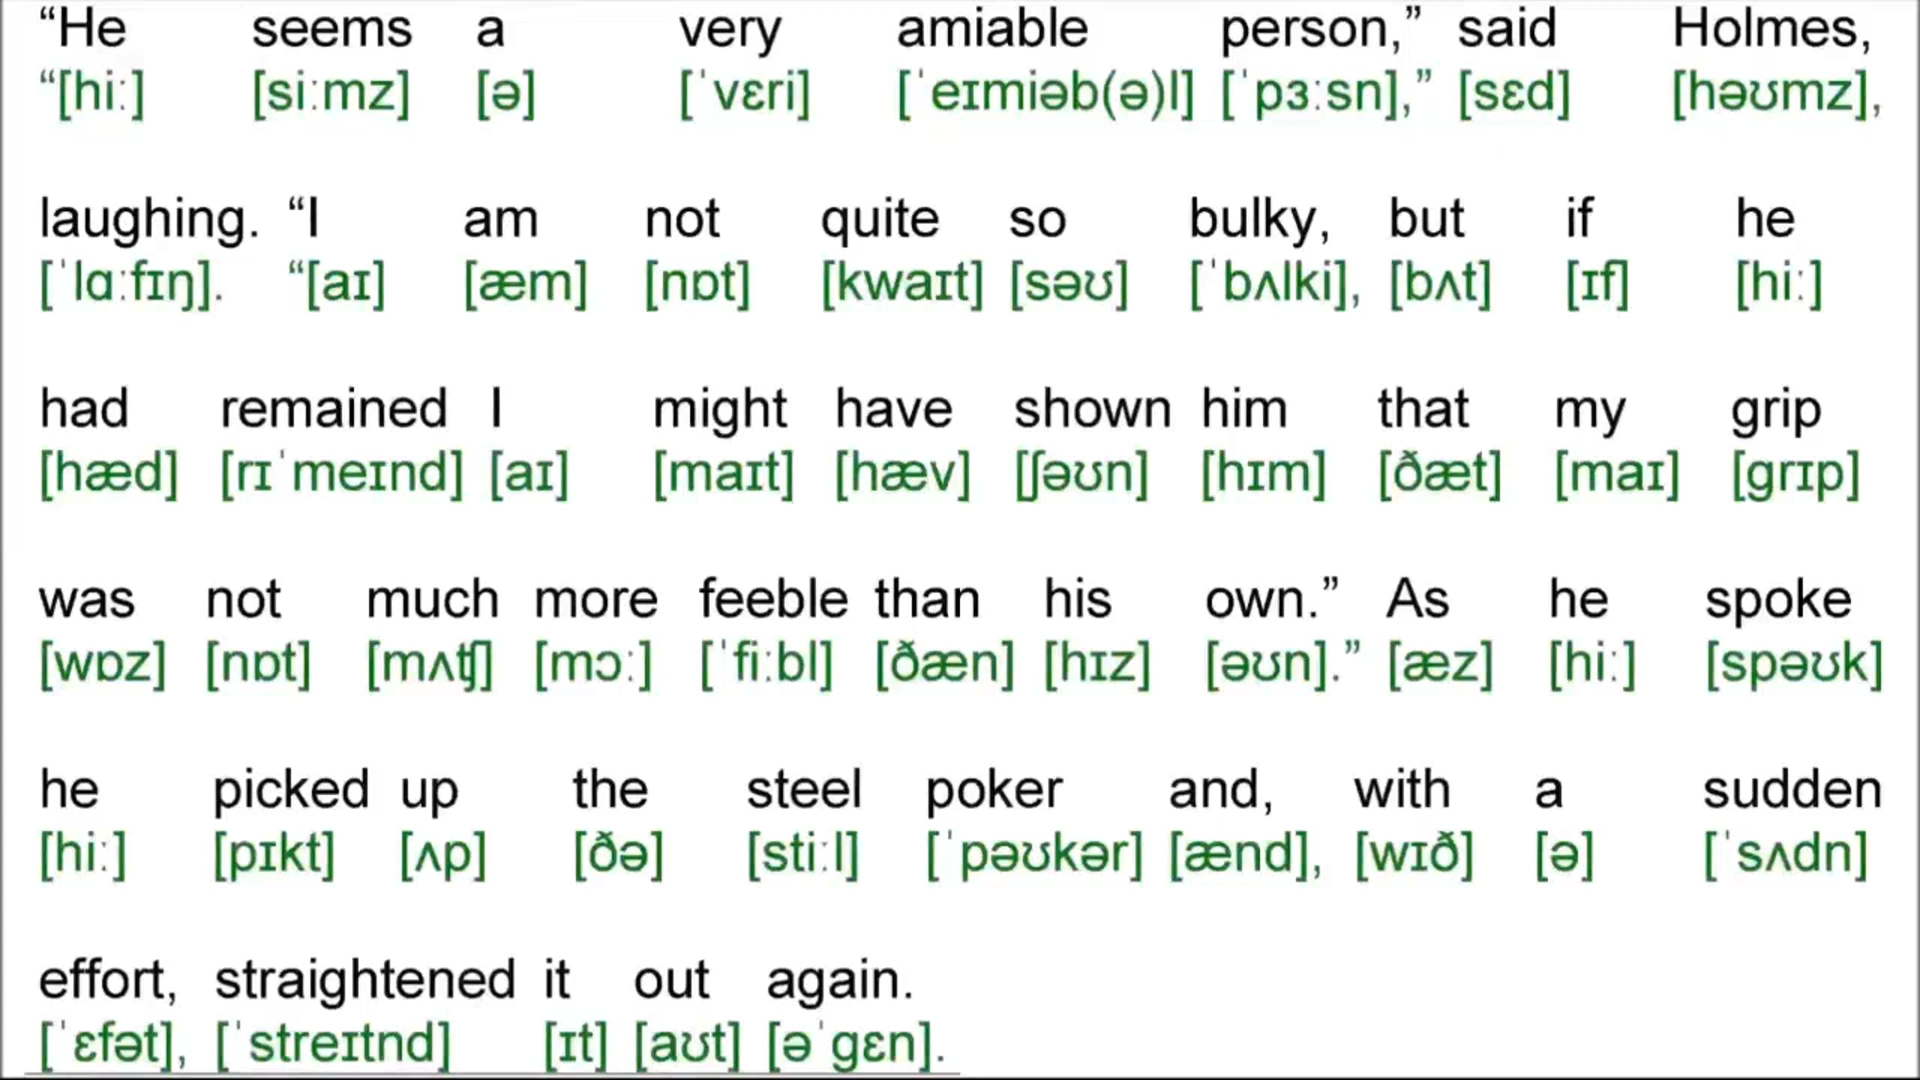 “He seems a very amiable person,” said Holmes,
“[hiː] [siːmz] [ə] [ˈvɛri] [ˈeɪmiəb(ə)l] [ˈpɜːsn],” [sɛd] [həʊmz],
laughing. “I am not quite so bulky, but if he
[ˈlɑːfɪŋ]. “[aɪ] [æm] [nɒt] [kwaɪt] [səʊ] [ˈbʌlki], [bʌt] [ɪf] [hiː]
had remained I might have shown him that my grip
[hæd] [rɪˈmeɪnd] [aɪ] [maɪt] [hæv] [ʃəʊn] [hɪm] [ðæt] [maɪ] [grɪp]
was not much more feeble than his own.” As he spoke
[wɒz] [nɒt] [mʌʧ] [mɔː] [ˈfiːbl] [ðæn] [hɪz] [əʊn].” [æz] [hiː] [spəʊk]
he picked up the steel poker and, with a sudden
[hiː] [pɪkt] [ʌp] [ðə] [stiːl] [ˈpəʊkər] [ænd], [wɪð] [ə] [ˈsʌdn]
effort, straightened it out again.
[ˈɛfət], [ˈstreɪtnd] [ɪt] [aʊt] [əˈgɛn].